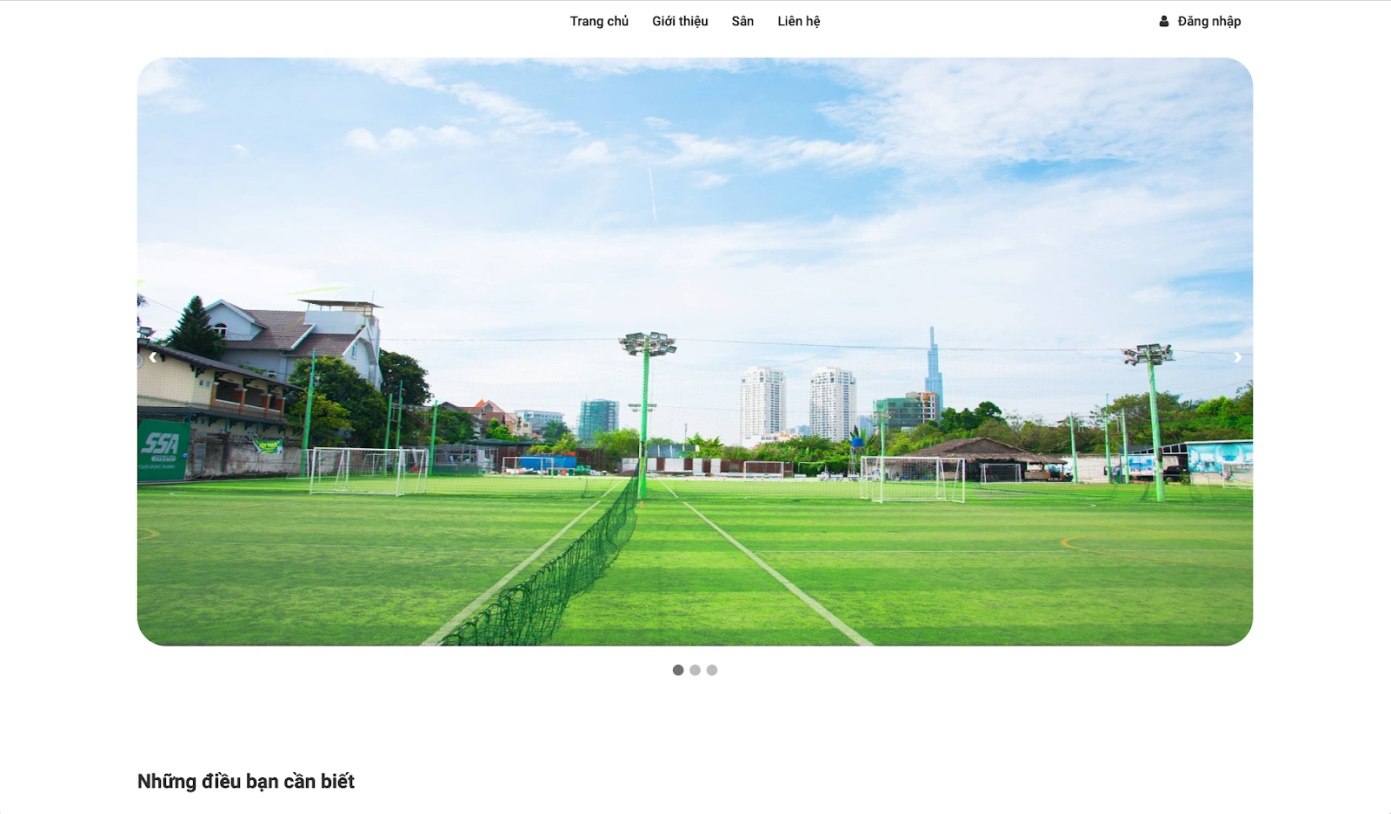 Trang chủ Giới thiệu Sân Liên hệ Đăng nhập
SSA
Những điều bạn cần biết